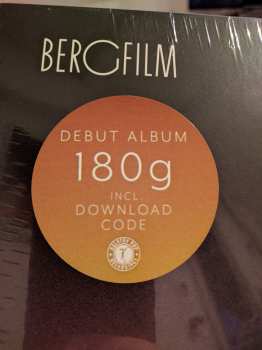 BERGFILM
DEBUT ALBUM
180g
INCL.
DOWNLOAD
CODE